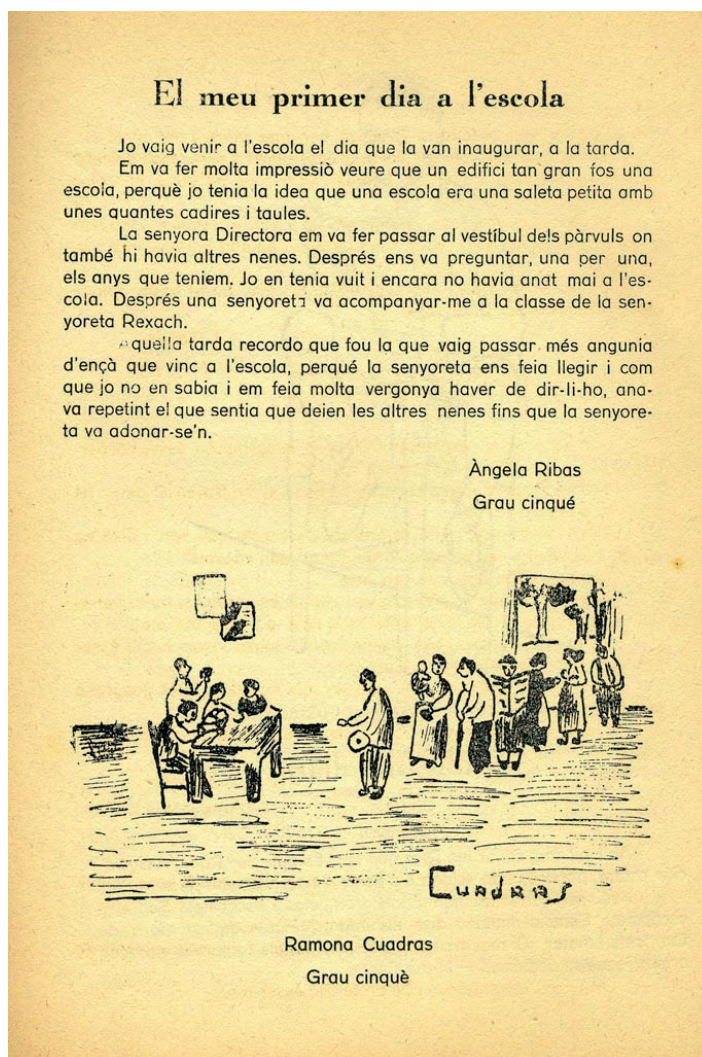 El meu primer dia a l'escola
Jo vaig venir a l'escola el dia que la van inaugurar, a la tarda.
Em va fer molta impressiò veure que un edifici tan gran fos una
escola, perquè jo tenia la idea que una escola era una saleta petita amb
unes quantes cadires i taules.
La senyora Directora em va fer passar al vestíbul dels pàrvuls on
també hi havia altres nenes. Després ens va preguntar, una per una,
els anys que teniem. Jo en tenia vuit i encara no havia anat mai a l'es-
cola. Després una senyoreta va acompanyar-me a la classe de la sen-
yoreta Rexach.
Aquella tarda recordo que fou la que vaig passar més angunia
d'ençà que vinc a l'escola, perqué la senyoreta ens feia llegir i com
que jo no en sabia i em feia molta vergonya haver de dir-li-ho, ana-
va repetint el que sentia que deien les altres nenes fins que la senyore-
ta va adonar-se'n.
Àngela Ribas
Grau cinqué
Cuadras
Ramona Cuadras
Grau cinquè